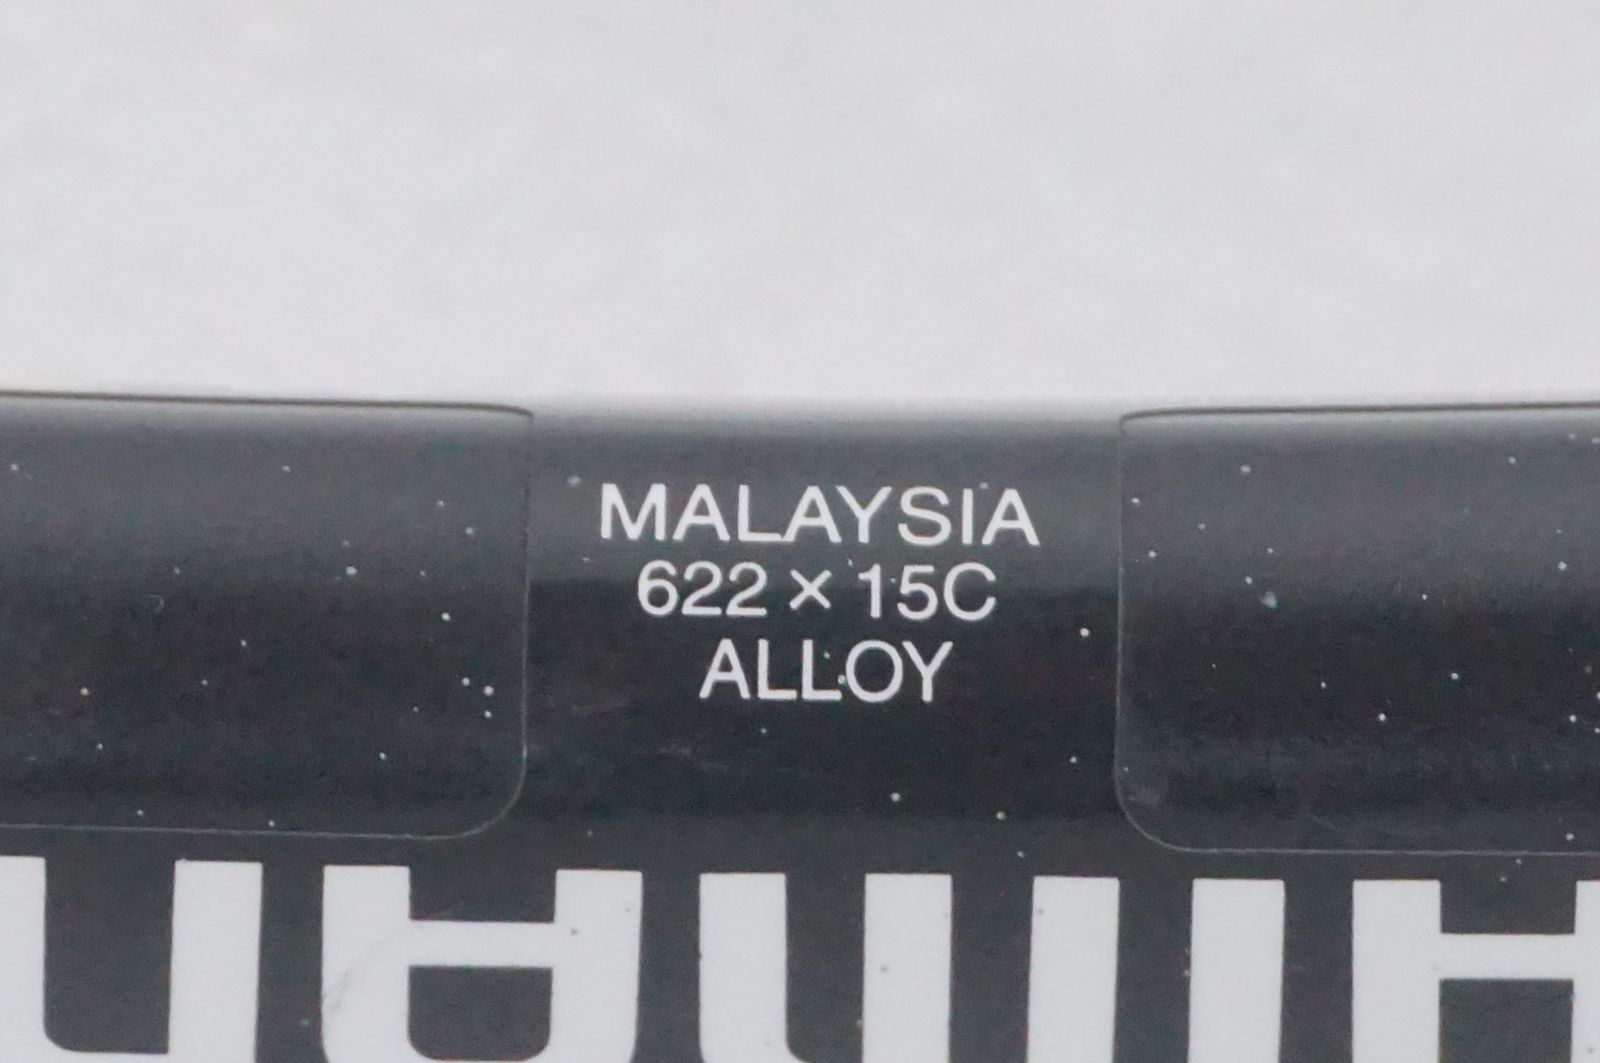 MALAYSIA
622 × 15C
ALLOY